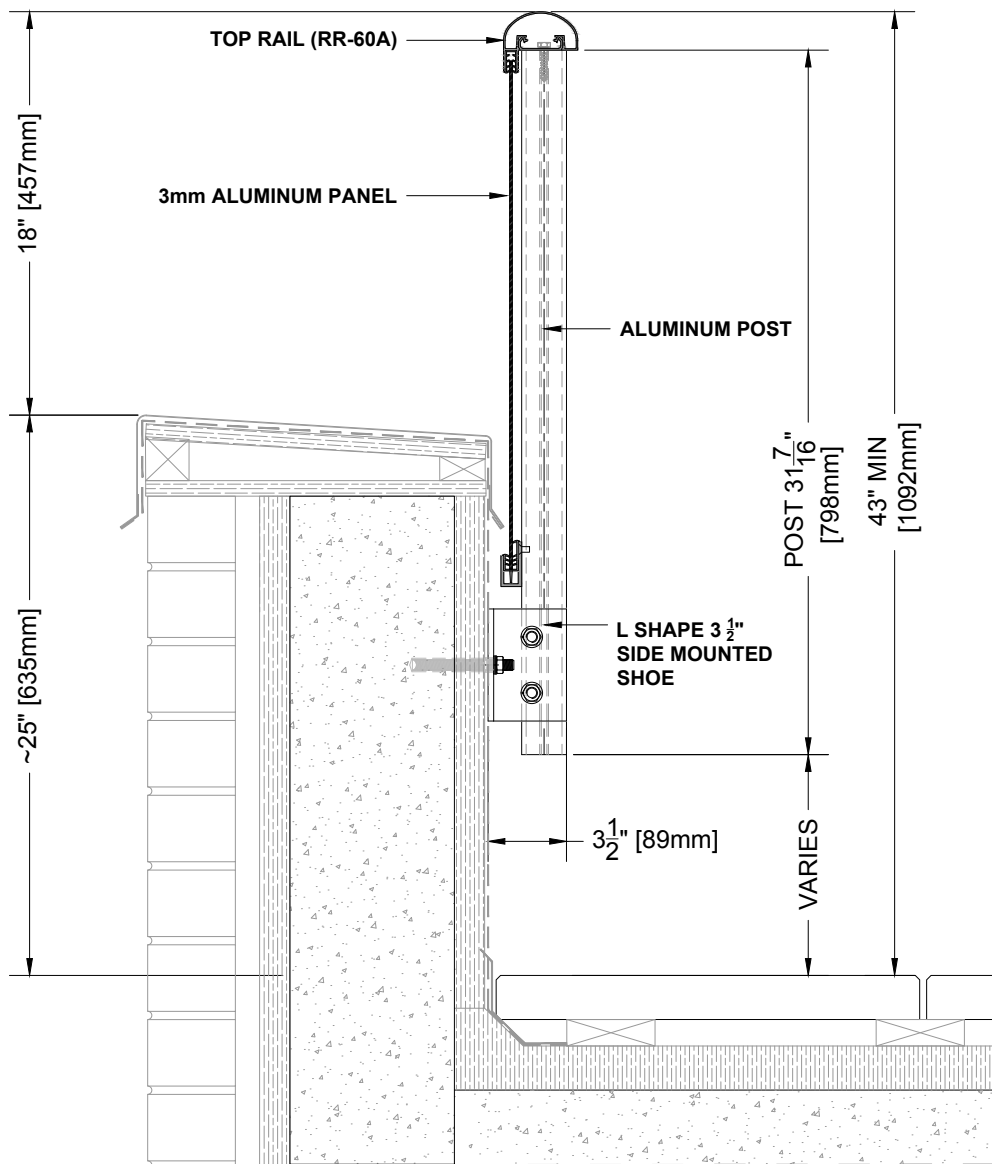 TOP RAIL (RR-60A)
18" [457mm]
3mm ALUMINUM PANEL
ALUMINUM POST
POST 31 7/16"
[798mm]
43" MIN
[1092mm]
~25" [635mm]
L SHAPE 3 1/2"
SIDE MOUNTED
SHOE
3 1/2" [89mm]
VARIES